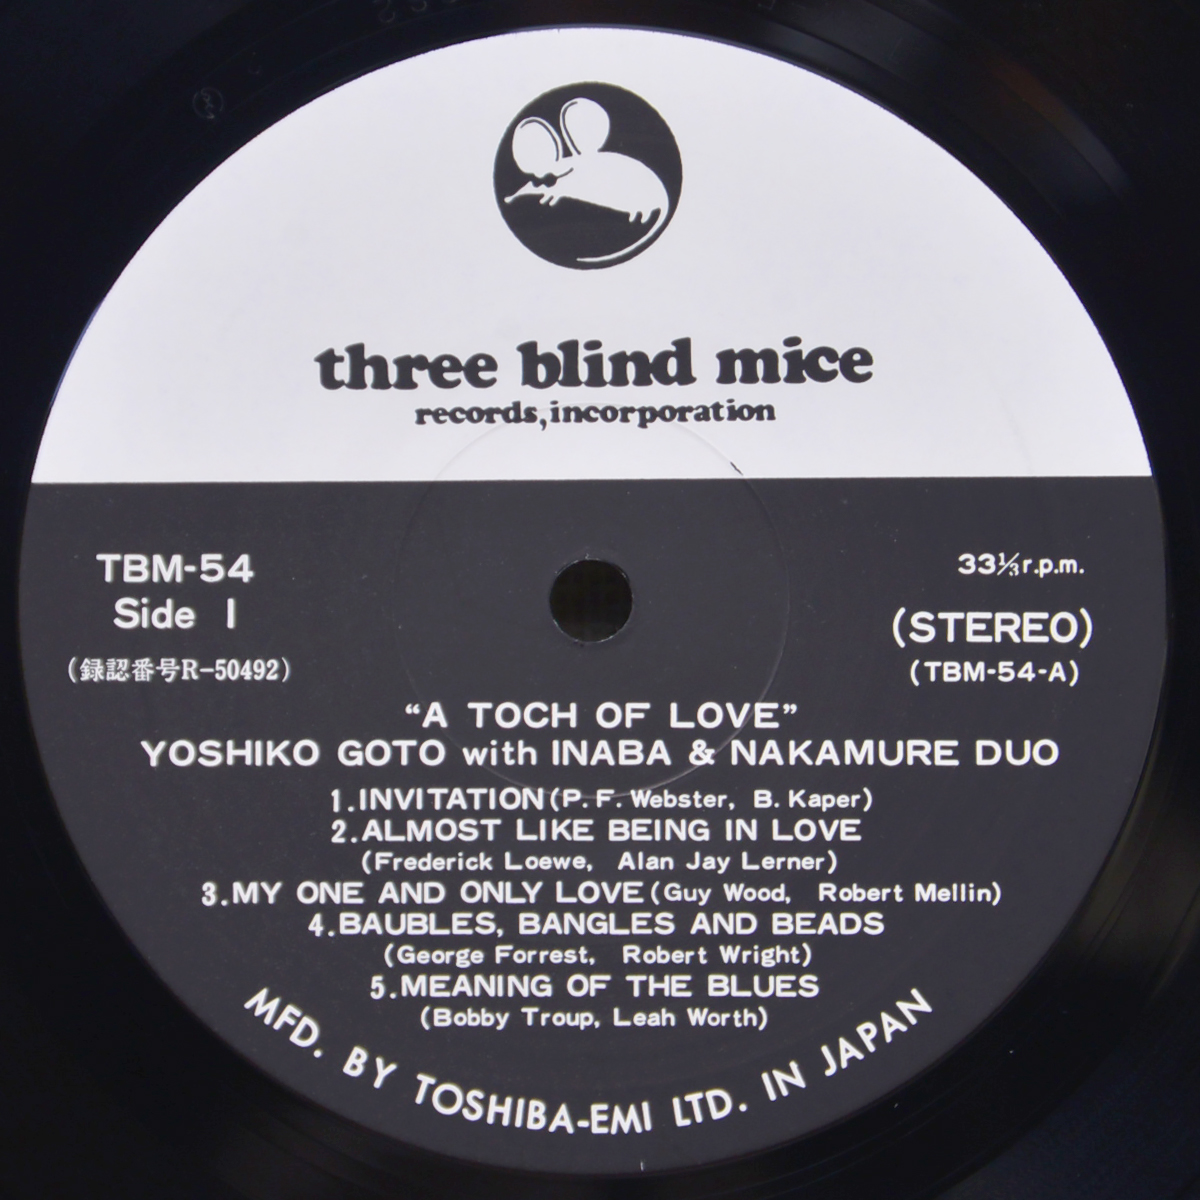 three blind mice
records, incorporation
TBM-54
Side 1
(録認番号R-50492)
33⅓ r.p.m.
(STEREO)
(TBM-54-A)
“A TOCH OF LOVE”
YOSHIKO GOTO with INABA & NAKAMURE DUO
1.INVITATION (P. F. Webster, B. Kaper)
2.ALMOST LIKE BEING IN LOVE
(Frederick Loewe, Alan Jay Lerner)
3.MY ONE AND ONLY LOVE (Guy Wood, Robert Mellin)
4.BAUBLES, BANGLES AND BEADS
(George Forrest, Robert Wright)
5.MEANING OF THE BLUES
(Bobby Troup, Leah Worth)
MFD. BY TOSHIBA-EMI LTD. IN JAPAN